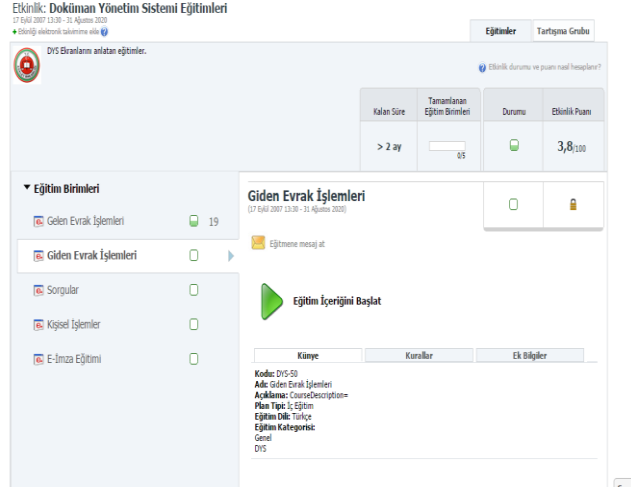 Etkinlik: Doküman Yönetim Sistemi Eğitimleri
17 Eylül 2007 13:30 - 31 Ağustos 2020
Etkinliği elektronik takvimime ekle
Eğitimler
Tartışma Grubu
DYS Ekranlarını anlatan eğitimler.
Etkinlik durumu ve puanı nasıl hesaplanır?
Kalan Süre
Tamamlanan
Eğitim Birimleri
Durumu
Etkinlik Puanı
> 2 ay
0/5
3,8/100
Eğitim Birimleri
Gelen Evrak İşlemleri
19
Giden Evrak İşlemleri
Sorgular
Kişisel İşlemler
E-İmza Eğitimi
Giden Evrak İşlemleri
(17 Eylül 2007 13:30 - 31 Ağustos 2020)
Eğitmene mesaj at
Eğitim İçeriğini Başlat
Künye
Kurallar
Ek Bilgiler
Kodu: DYS-50
Adı: Giden Evrak İşlemleri
Açıklama: CourseDescription=
Plan Tipi: İç Eğitim
Eğitim Dili: Türkçe
Eğitim Kategorisi:
Genel
DYS